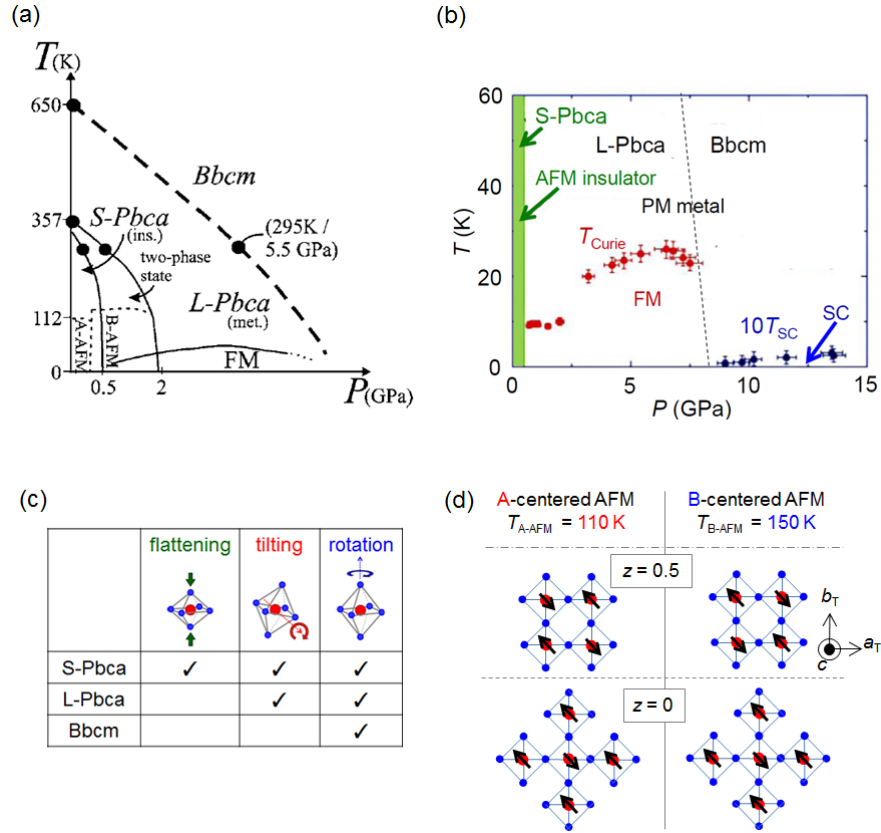 (a)
T(K)
650
357
112
0
0.5
2
P(GPa)
Bbcm
(295K /
5.5 GPa)
S-Pbca
(ins.)
two-phase
state
L-Pbca
(met.)
A-AFM
B-AFM
FM
(b)
60
40
20
0
T (K)
0
5
10
15
P (GPa)
S-Pbca
L-Pbca
Bbcm
AFM insulator
PM metal
TCurie
FM
10TSC
SC
(c)
flattening
tilting
rotation
S-Pbca
✓
✓
✓
L-Pbca
✓
✓
Bbcm
✓
(d)
A-centered AFM
TA-AFM = 110 K
B-centered AFM
TB-AFM = 150 K
z = 0.5
bT
aT
c
z = 0